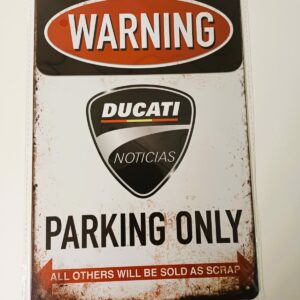 WARNING
DUCATI
NOTICIAS
PARKING ONLY
ALL OTHERS WILL BE SOLD AS SCRAP